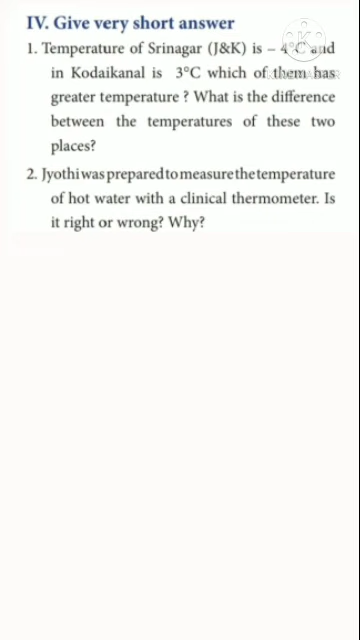 IV. Give very short answer
1. Temperature of Srinagar (J&K) is – 4°C and
in Kodaikanal is 3°C which of them has
greater temperature ? What is the difference
between the temperatures of these two
places?
2. Jyothi was prepared to measure the temperature
of hot water with a clinical thermometer. Is
it right or wrong? Why?